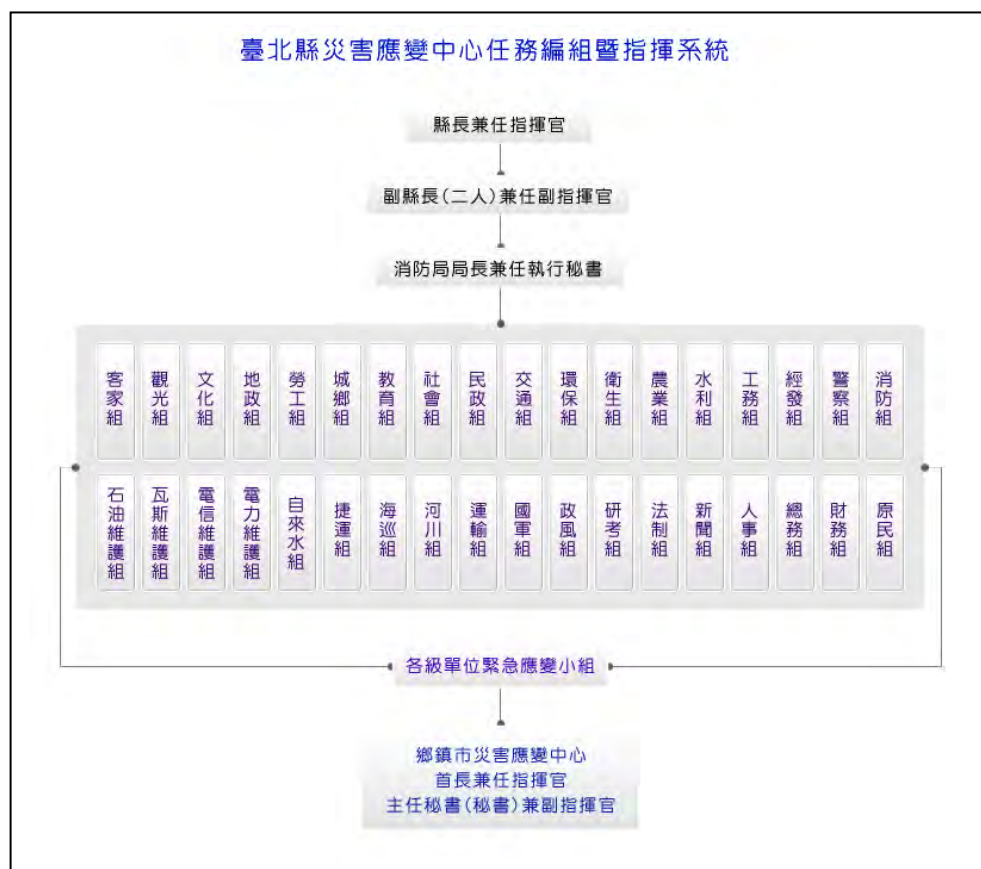 臺北縣災害應變中心任務編組暨指揮系統
縣長兼任指揮官
副縣長(二人)兼任副指揮官
消防局局長兼任執行秘書
客家組
觀光組
文化組
地政組
勞工組
城鄉組
教育組
社會組
民政組
交通組
環保組
衛生組
農業組
水利組
工務組
經發組
警察組
消防組
石油維護組
瓦斯維護組
電信維護組
電力維護組
自來水組
捷運組
海巡組
河川組
運輸組
國軍組
政風組
研考組
法制組
新聞組
人事組
總務組
財務組
原民組
各級單位緊急應變小組
鄉鎮市災害應變中心
首長兼任指揮官
主任秘書(秘書)兼副指揮官